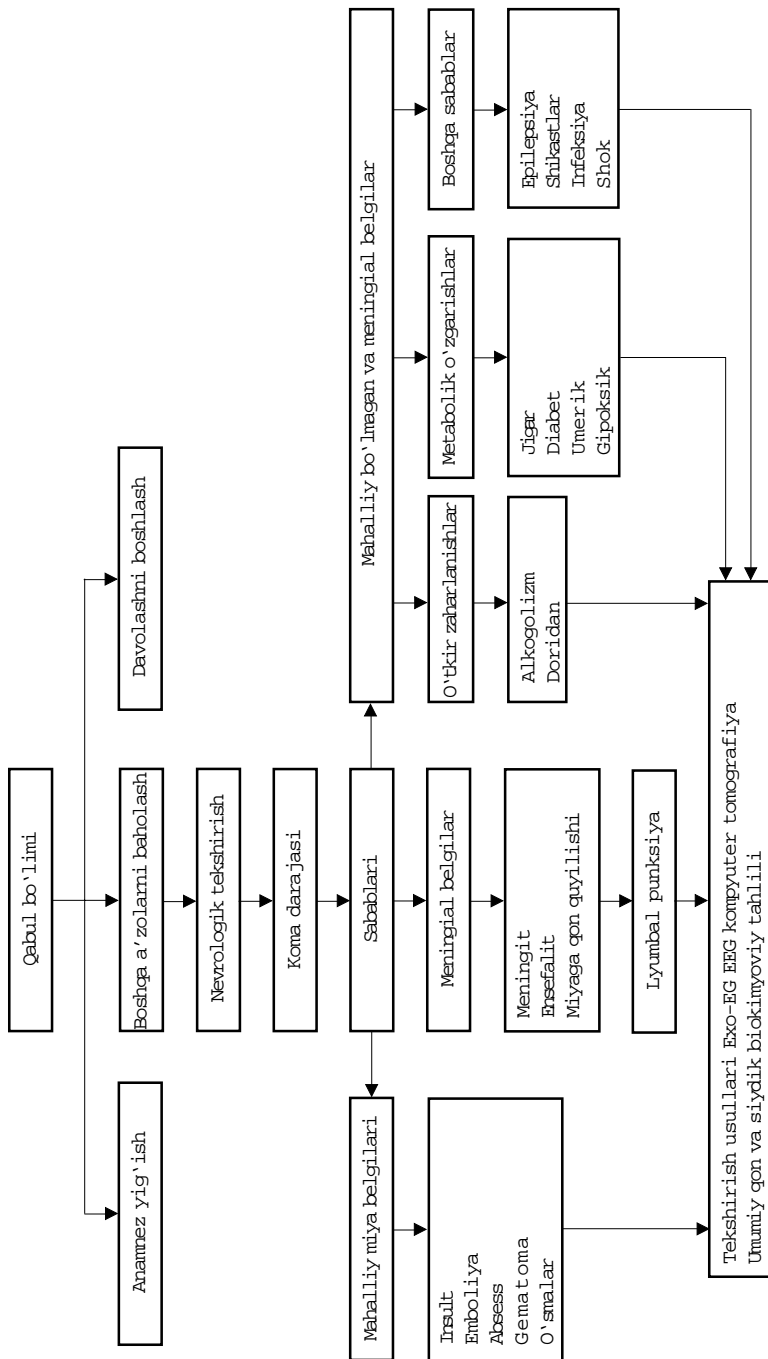 Qabul bo`limi
Anamnez yig`ish
Boshqa a’zolarni baholash
Davolashni boshlash
Nevrologik tekshirish
Koma darajasi
Sabablari
Mahalliy miya belgilari
Meningial belgilar
Mahalliy bo`lmagan va meningial belgilar
Insult
Emboliya
Absess
Gematoma
O`smalar
Meningit
Ensefalit
Miyaga qon quyilishi
Lyumbal punksiya
O`tkir zaharlanishlar
Metabolik o`zgarishlar
Boshqa sabablar
Alkogolizm
Doridan
Jigar
Diabet
Umerik
Gipoksik
Epilepsiya
Shikastlar
Infeksiya
Shok
Tekshirish usullari Exo-EG EEG kompyuter tomografiya
Umumiy qon va siydik biokimyoviy tahlili